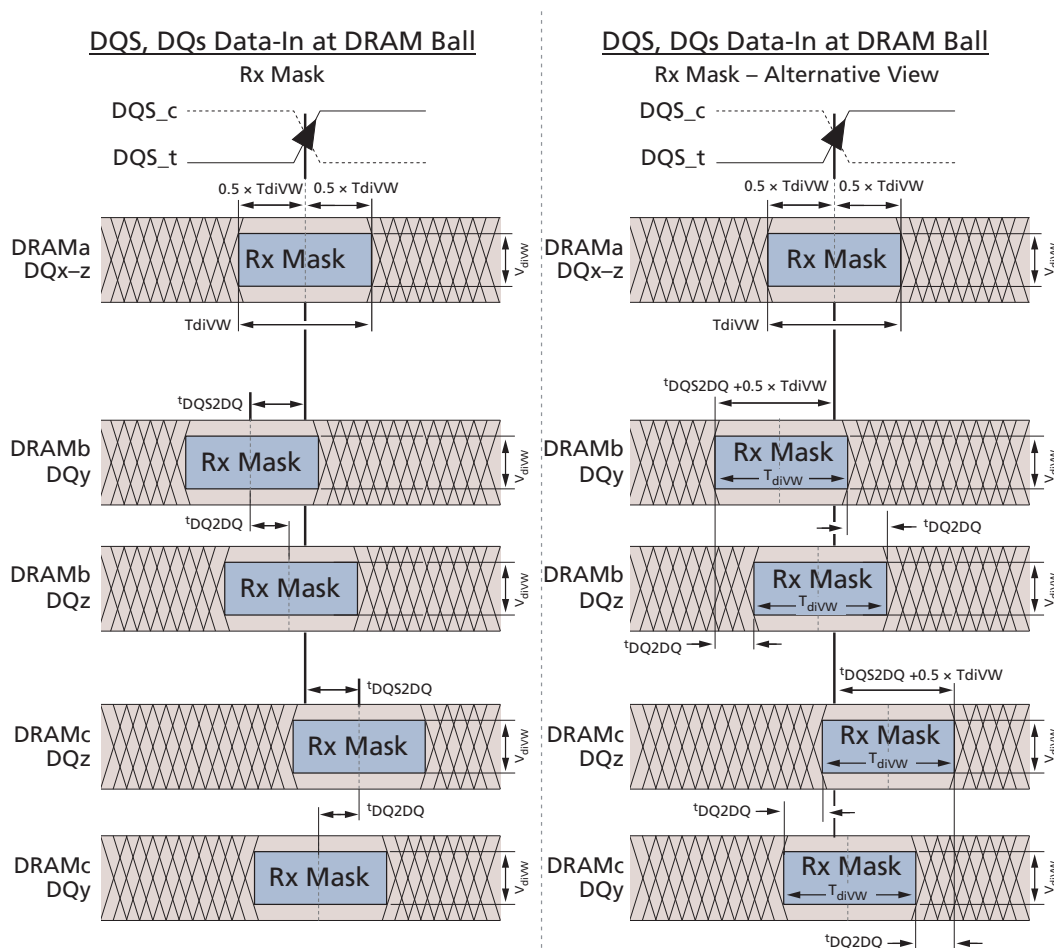 DQS, DQs Data-In at DRAM Ball
Rx Mask
DQS_c
DQS_t
0.5 × TdiVW
0.5 × TdiVW
DRAMa
DQx–z
Rx Mask
VdiVW
TdiVW
tDQS2DQ
DRAMb
DQy
Rx Mask
VdiVW
tDQ2DQ
DRAMb
DQz
Rx Mask
VdiVW
tDQS2DQ
DRAMc
DQz
Rx Mask
VdiVW
tDQ2DQ
DRAMc
DQy
Rx Mask
VdiVW
DQS, DQs Data-In at DRAM Ball
Rx Mask – Alternative View
DQS_c
DQS_t
0.5 × TdiVW
0.5 × TdiVW
DRAMa
DQx–z
Rx Mask
VdiVW
TdiVW
tDQS2DQ +0.5 × TdiVW
DRAMb
DQy
Rx Mask
TdiVW
VdiVW
tDQ2DQ
DRAMb
DQz
Rx Mask
TdiVW
VdiVW
tDQ2DQ
tDQS2DQ +0.5 × TdiVW
DRAMc
DQz
Rx Mask
TdiVW
VdiVW
tDQ2DQ
DRAMc
DQy
Rx Mask
TdiVW
VdiVW
tDQ2DQ